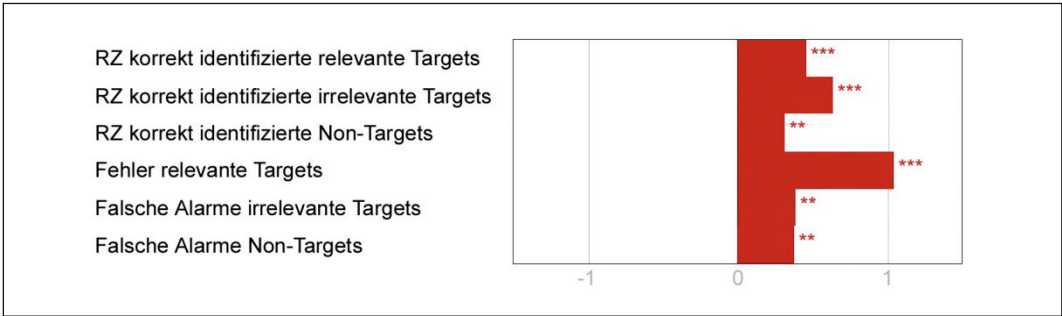 RZ korrekt identifizierte relevante Targets
***
RZ korrekt identifizierte irrelevante Targets
***
RZ korrekt identifizierte Non-Targets
**
Fehler relevante Targets
***
Falsche Alarme irrelevante Targets
**
Falsche Alarme Non-Targets
**
-1 0 1